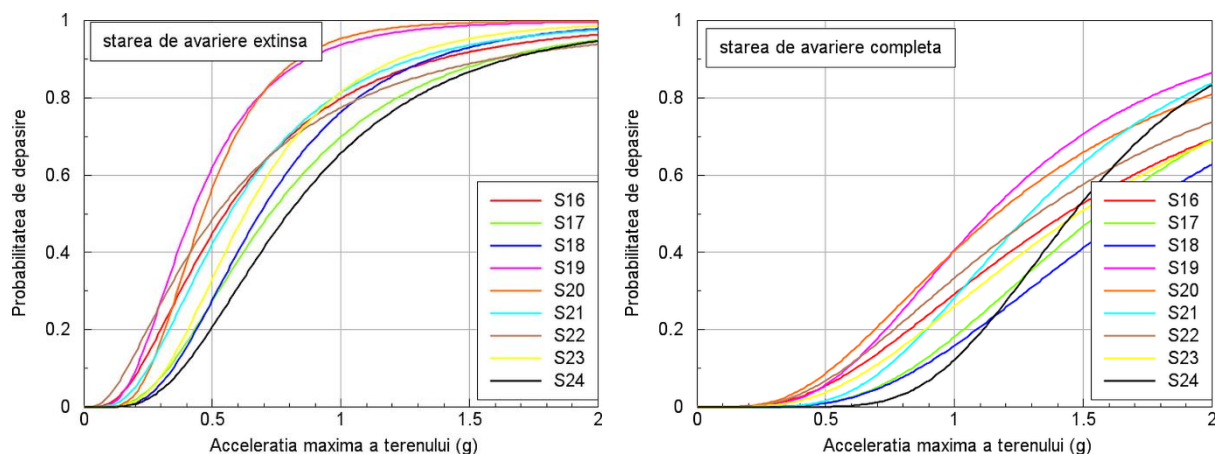 starea de avariere extinsa
Probabilitatea de depasire
1
0.8
0.6
0.4
0.2
0
S16
S17
S18
S19
S20
S21
S22
S23
S24
0
0.5
1
1.5
2
Acceleratia maxima a terenului (g)
starea de avariere completa
Probabilitatea de depasire
1
0.8
0.6
0.4
0.2
0
S16
S17
S18
S19
S20
S21
S22
S23
S24
0
0.5
1
1.5
2
Acceleratia maxima a terenului (g)